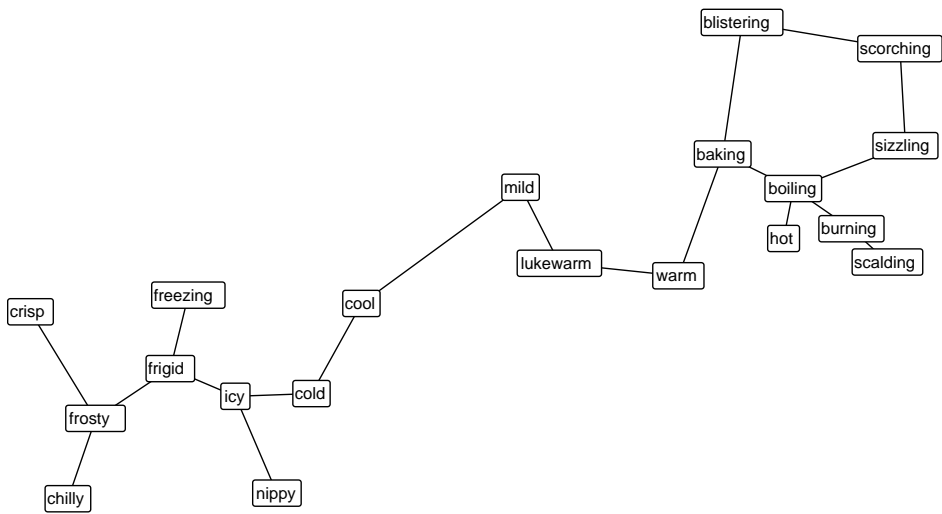 blistering
scorching
sizzling
baking
boiling
mild
burning
hot
scalding
lukewarm
warm
freezing
cool
crisp
frigid
cold
icy
frosty
nippy
chilly